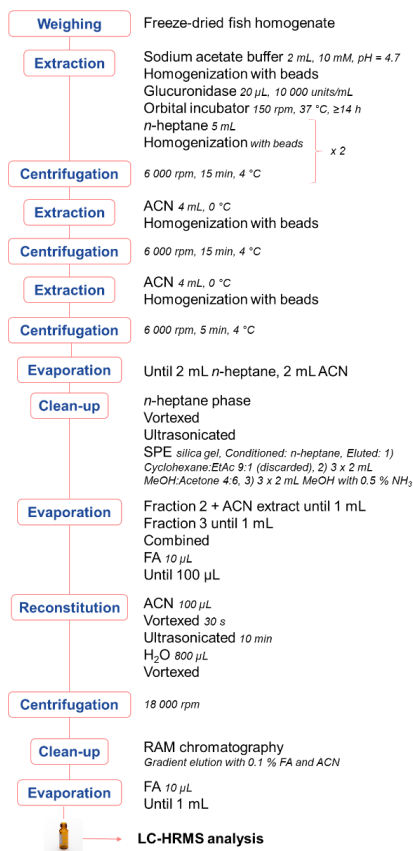 Weighing
Freeze-dried fish homogenate
Extraction
Sodium acetate buffer 2 mL, 10 mM, pH = 4.7
Homogenization with beads
Glucuronidase 20 µL, 10 000 units/mL
Orbital incubator 150 rpm, 37 °C, ≥14 h
n-heptane 5 mL
Homogenization with beads
x 2
Centrifugation
6 000 rpm, 15 min, 4 °C
Extraction
ACN 4 mL, 0 °C
Homogenization with beads
Centrifugation
6 000 rpm, 15 min, 4 °C
Extraction
ACN 4 mL, 0 °C
Homogenization with beads
Centrifugation
6 000 rpm, 5 min, 4 °C
Evaporation
Until 2 mL n-heptane, 2 mL ACN
Clean-up
n-heptane phase
Vortexed
Ultrasonicated
SPE silica gel, Conditioned: n-heptane, Eluted: 1)
Cyclohexane:EtAc 9:1 (discarded), 2) 3 x 2 mL
MeOH:Acetone 4:6, 3) 3 x 2 mL MeOH with 0.5 % NH3
Evaporation
Fraction 2 + ACN extract until 1 mL
Fraction 3 until 1 mL
Combined
FA 10 µL
Until 100 µL
Reconstitution
ACN 100 µL
Vortexed 30 s
Ultrasonicated 10 min
H2O 800 µL
Vortexed
Centrifugation
18 000 rpm
Clean-up
RAM chromatography
Gradient elution with 0.1 % FA and ACN
Evaporation
FA 10 µL
Until 1 mL
LC-HRMS analysis